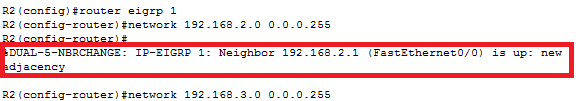 R2(config)#router eigrp 1
R2(config-router)#network 192.168.2.0 0.0.0.255
R2(config-router)#
%DUAL-5-NBRCHANGE: IP-EIGRP 1: Neighbor 192.168.2.1 (FastEthernet0/0) is up: new
adjacency
R2(config-router)#network 192.168.3.0 0.0.0.255